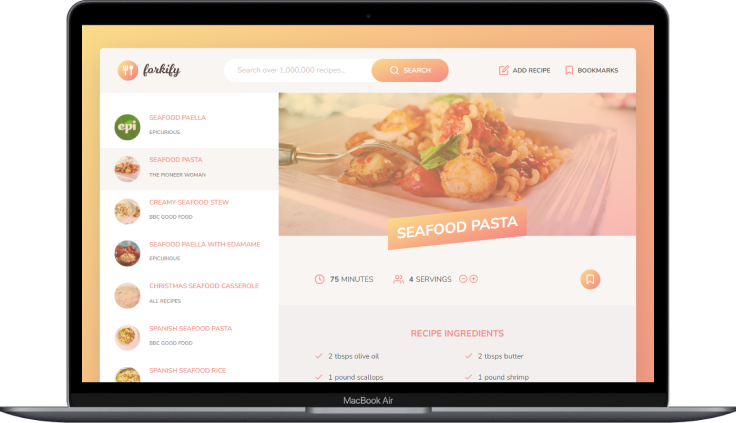 forkify
Search over 1,000,000 recipes...
SEARCH
ADD RECIPE
BOOKMARKS
epi
SEAFOOD PAELLA
EPICURIOUS
SEAFOOD PASTA
THE PIONEER WOMAN
CREAMY SEAFOOD STEW
BBC GOOD FOOD
SEAFOOD PAELLA WITH EDAMAME
EPICURIOUS
CHRISTMAS SEAFOOD CASSEROLE
ALL RECIPES
SPANISH SEAFOOD PASTA
BBC GOOD FOOD
SPANISH SEAFOOD RICE
SEAFOOD PASTA
75 MINUTES
4 SERVINGS
RECIPE INGREDIENTS
2 tbsps olive oil
2 tbsps butter
1 pound scallops
1 pound shrimp
MacBook Air